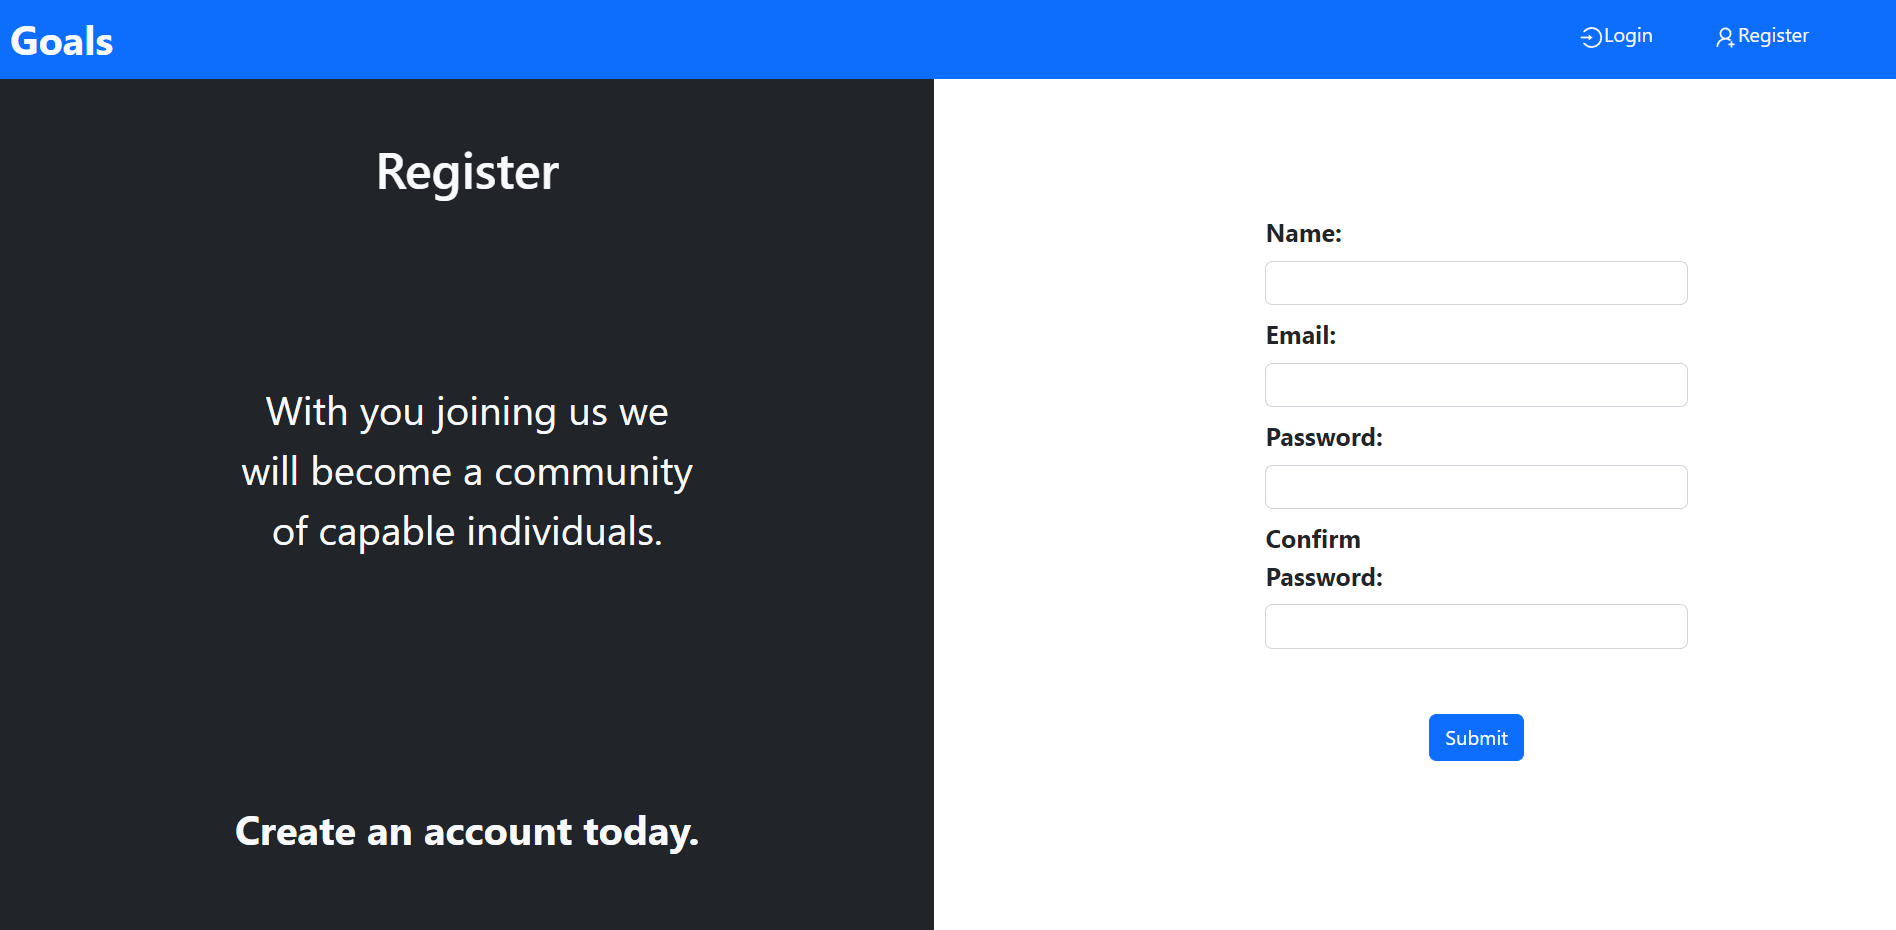 Goals
Login
Register
Register
With you joining us we
will become a community
of capable individuals.
Create an account today.
Name:
Email:
Password:
Confirm
Password:
Submit